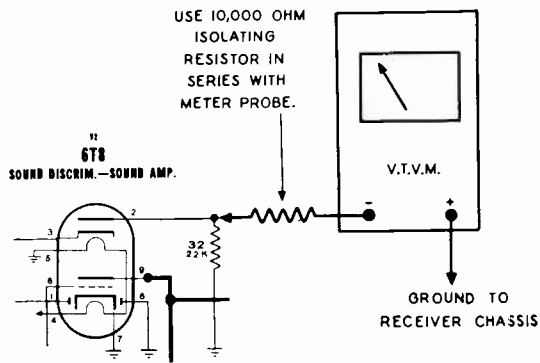 USE 10,000 OHM
ISOLATING
RESISTOR IN
SERIES WITH
METER PROBE.
V2
6T8
SOUND DISCRIM.—SOUND AMP.
V.T.V.M.
- +
2
3
5
32
22K
9
8
1
6
4
7
GROUND TO
RECEIVER CHASSIS